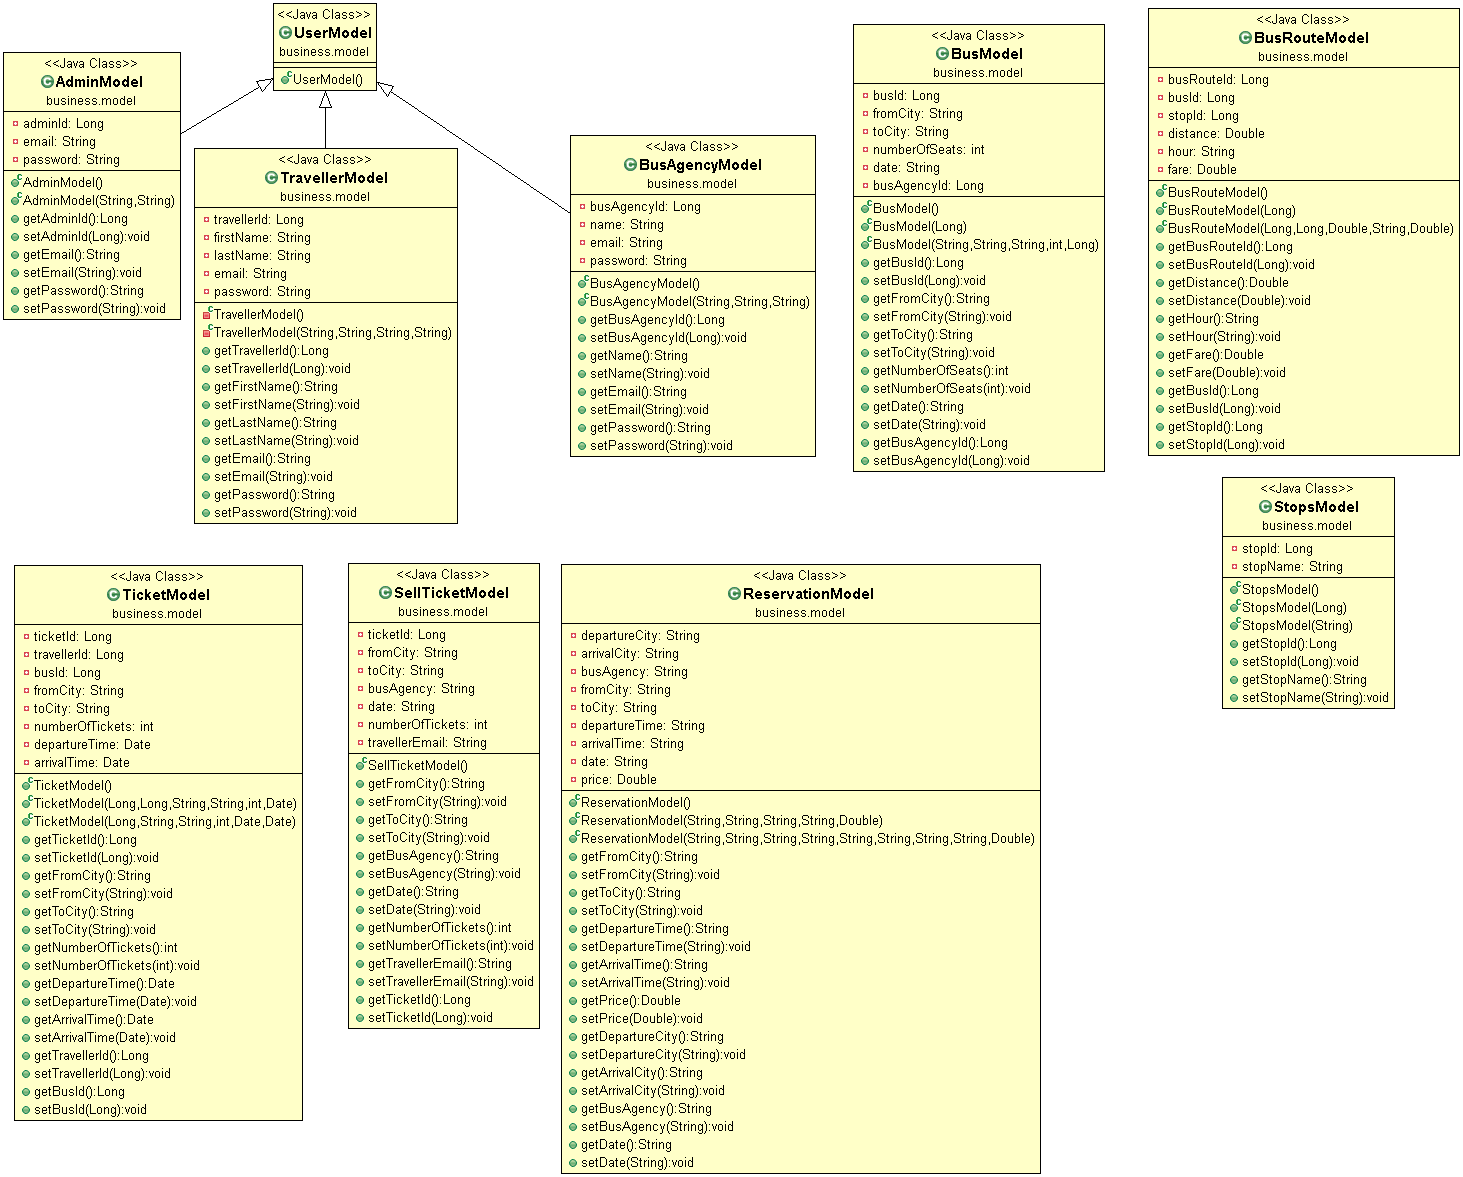 <<Java Class>>
UserModel
business.model
UserModel()
<<Java Class>>
AdminModel
business.model
adminId: Long
email: String
password: String
AdminModel()
AdminModel(String,String)
getAdminId():Long
setAdminId(Long):void
getEmail():String
setEmail(String):void
getPassword():String
setPassword(String):void
<<Java Class>>
TravellerModel
business.model
travellerId: Long
firstName: String
lastName: String
email: String
password: String
TravellerModel()
TravellerModel(String,String,String,String)
getTravellerId():Long
setTravellerId(Long):void
getFirstName():String
setFirstName(String):void
getLastName():String
setLastName(String):void
getEmail():String
setEmail(String):void
getPassword():String
setPassword(String):void
<<Java Class>>
BusAgencyModel
business.model
busAgencyId: Long
name: String
email: String
password: String
BusAgencyModel()
BusAgencyModel(String,String,String)
getBusAgencyId():Long
setBusAgencyId(Long):void
getName():String
setName(String):void
getEmail():String
setEmail(String):void
getPassword():String
setPassword(String):void
<<Java Class>>
BusModel
business.model
busId: Long
fromCity: String
toCity: String
numberOfSeats: int
date: String
busAgencyId: Long
BusModel()
BusModel(Long)
BusModel(String,String,String,int,Long)
getBusId():Long
setBusId(Long):void
getFromCity():String
setFromCity(String):void
getToCity():String
setToCity(String):void
getNumberOfSeats():int
setNumberOfSeats(int):void
getDate():String
setDate(String):void
getBusAgencyId():Long
setBusAgencyId(Long):void
<<Java Class>>
BusRouteModel
business.model
busRouteId: Long
busId: Long
stopId: Long
distance: Double
hour: String
fare: Double
BusRouteModel()
BusRouteModel(Long)
BusRouteModel(Long,Long,Double,String,Double)
getBusRouteId():Long
setBusRouteId(Long):void
getDistance():Double
setDistance(Double):void
getHour():String
setHour(String):void
getFare():Double
setFare(Double):void
getBusId():Long
setBusId(Long):void
getStopId():Long
setStopId(Long):void
<<Java Class>>
StopsModel
business.model
stopId: Long
stopName: String
StopsModel()
StopsModel(Long)
StopsModel(String)
getStopId():Long
setStopId(Long):void
getStopName():String
setStopName(String):void
<<Java Class>>
TicketModel
business.model
ticketId: Long
travellerId: Long
busId: Long
fromCity: String
toCity: String
numberOfTickets: int
departureTime: Date
arrivalTime: Date
TicketModel()
TicketModel(Long,Long,String,String,int,Date)
TicketModel(Long,String,String,int,Date,Date)
getTicketId():Long
setTicketId(Long):void
getFromCity():String
setFromCity(String):void
getToCity():String
setToCity(String):void
getNumberOfTickets():int
setNumberOfTickets(int):void
getDepartureTime():Date
setDepartureTime(Date):void
getArrivalTime():Date
setArrivalTime(Date):void
getTravellerId():Long
setTravellerId(Long):void
getBusId():Long
setBusId(Long):void
<<Java Class>>
SellTicketModel
business.model
ticketId: Long
fromCity: String
toCity: String
busAgency: String
date: String
numberOfTickets: int
travellerEmail: String
SellTicketModel()
getFromCity():String
setFromCity(String):void
getToCity():String
setToCity(String):void
getBusAgency():String
setBusAgency(String):void
getDate():String
setDate(String):void
getNumberOfTickets():int
setNumberOfTickets(int):void
getTravellerEmail():String
setTravellerEmail(String):void
getTicketId():Long
setTicketId(Long):void
<<Java Class>>
ReservationModel
business.model
departureCity: String
arrivalCity: String
busAgency: String
fromCity: String
toCity: String
departureTime: String
arrivalTime: String
date: String
price: Double
ReservationModel()
ReservationModel(String,String,String,String,Double)
ReservationModel(String,String,String,String,String,String,String,String,Double)
getFromCity():String
setFromCity(String):void
getToCity():String
setToCity(String):void
getDepartureTime():String
setDepartureTime(String):void
getArrivalTime():String
setArrivalTime(String):void
getPrice():Double
setPrice(Double):void
getDepartureCity():String
setDepartureCity(String):void
getArrivalCity():String
setArrivalCity(String):void
getBusAgency():String
setBusAgency(String):void
getDate():String
setDate(String):void